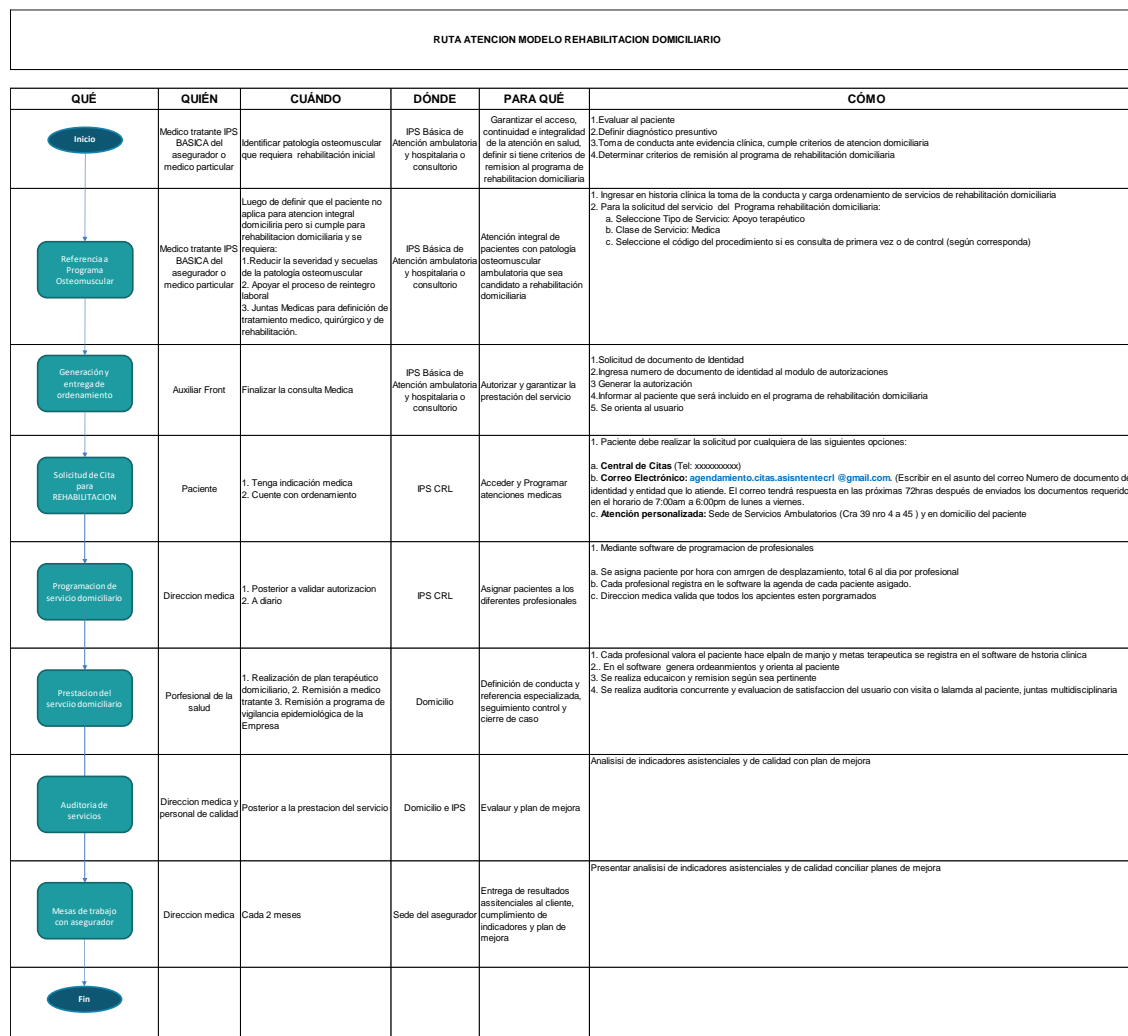 RUTA ATENCION MODELO REHABILITACION DOMICILIARIO
QUÉ
QUIÉN
CUÁNDO
DÓNDE
PARA QUÉ
CÓMO
Inicio
Medico tratante IPS
BASICA del
asegurador o
medico particular
Identificar patología osteomuscular
que requiera rehabilitación inicial
IPS Básica de
Atención ambulatoria
y hospitalaria o
consultorio
Garantizar el acceso,
continuidad e integralidad
de la atención en salud,
definir si tiene criterios de
remision al programa de
rehabilitacion domiciliaria
1.Evaluar al paciente
2.Definir diagnóstico presuntivo
3.Toma de conducta ante evidencia clínica, cumple criterios de atencion domiciliaria
4.Determinar criterios de remisión al programa de rehabilitación domiciliaria
Referencia a
Programa
Osteomuscular
Medico tratante IPS
BASICA del
asegurador o
medico particular
Luego de definir que el paciente no
aplica para atencion integral
domiciliria pero si cumple para
rehabilitacion domiciliaria y se
requiera:
1.Reducir la severidad y secuelas
de la patología osteomuscular
2. Apoyar el proceso de reintegro
laboral
3. Juntas Medicas para definición de
tratamiento medico, quirúrgico y de
rehabilitación.
IPS Básica de
Atención ambulatoria
y hospitalaria o
consultorio
Atención integral de
pacientes con patología
osteomuscular
ambulatoria que sea
candidato a rehabilitación
domiciliaria
1. Ingresar en historia clínica la toma de la conducta y carga ordenamiento de servicios de rehabilitación domiciliaria
2. Para la solicitud del servicio del Programa rehabilitación domiciliaria:
a. Seleccione Tipo de Servicio: Apoyo terapéutico
b. Clase de Servicio: Medica
c. Seleccione el código del procedimiento si es consulta de primera vez o de control (según corresponda)
Generación y
entrega de
ordenamiento
Auxiliar Front
Finalizar la consulta Medica
IPS Básica de
Atención ambulatoria
y hospitalaria o
consultorio
Autorizar y garantizar la
prestación del servicio
1.Solicitud de documento de Identidad
2.Ingresa numero de documento de identidad al modulo de autorizaciones
3 Generar la autorización
4.Informar al paciente que será incluido en el programa de rehabilitación domiciliaria
5. Se orienta al usuario
Solicitud de Cita
para
REHABILITACION
Paciente
1. Tenga indicación medica
2. Cuente con ordenamiento
IPS CRL
Acceder y Programar
atenciones medicas
1. Paciente debe realizar la solicitud por cualquiera de las siguientes opciones:
a. Central de Citas (Tel: xxxxxxxxxx)
b. Correo Electrónico: agendamiento.citas.asisntentecrl @gmail.com. (Escribir en el asunto del correo Numero de documento de
identidad y entidad que lo atiende. El correo tendrá respuesta en las próximas 72hras después de enviados los documentos requerido
en el horario de 7:00am a 6:00pm de lunes a viernes.
c. Atención personalizada: Sede de Servicios Ambulatorios (Cra 39 nro 4 a 45 ) y en domicilio del paciente
Programacion de
servicio domiciliario
Direccion medica
1. Posterior a validar autorizacion
2. A diario
IPS CRL
Asignar pacientes a los
diferentes profesionales
1. Mediante software de programacion de profesionales
a. Se asigna paciente por hora con amrgen de desplazamiento, total 6 al dia por profesional
b. Cada profesional registra en le software la agenda de cada paciente asigado.
c. Direccion medica valida que todos los apcientes esten porgramados
Prestacion del
servciio domiciliario
Porfesional de la
salud
1. Realización de plan terapéutico
domiciliario, 2. Remisión a medico
tratante 3. Remisión a programa de
vigilancia epidemiológica de la
Empresa
Domicilio
Definición de conducta y
referencia especializada,
seguimiento control y
cierre de caso
1. Cada profesional valora el paciente hace elpaln de manjo y metas terapeutica se registra en el software de hstoria clinica
2.. En el software genera ordeanmientos y orienta al paciente
3. Se realiza educaicon y remision según sea pertinente
4. Se realiza auditoria concurrente y evaluacion de satisfaccion del usuario con visita o lalamda al paciente, juntas multidisciplinaria
Auditoria de
servicios
Direccion medica y
personal de calidad
Posterior a la prestacion del servicio
Domicilio e IPS
Evalaur y plan de mejora
Analisisi de indicadores asistenciales y de calidad con plan de mejora
Mesas de trabajo
con asegurador
Direccion medica
Cada 2 meses
Sede del asegurador
Entrega de resultados
assitenciales al cliente,
cumplimiento de
indicadores y plan de
mejora
Presentar analisisi de indicadores asistenciales y de calidad conciliar planes de mejora
Fin